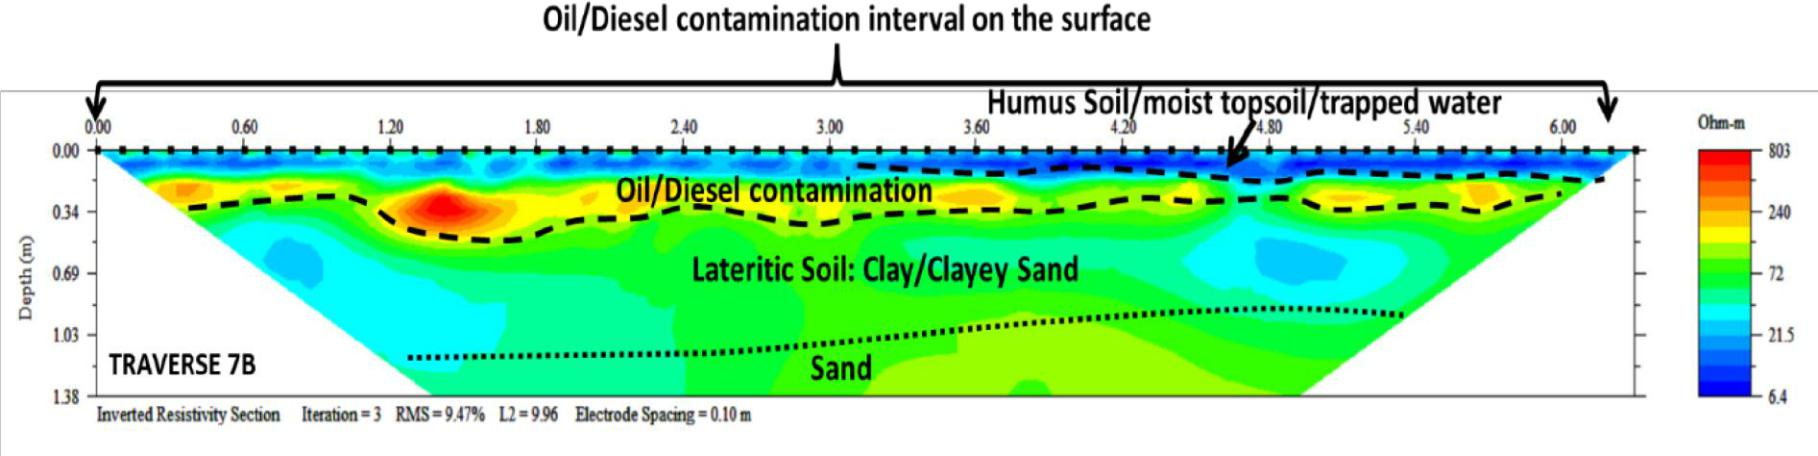 Oil/Diesel contamination interval on the surface
Humus Soil/moist topsoil/trapped water
Ohm-m
0.00 0.60 1.20 1.80 2.40 3.00 3.60 4.20 4.80 5.40 6.00
0.00
803
Oil/Diesel contamination
0.34
240
Depth (m)
0.69
Lateritic Soil: Clay/Clayey Sand
72
1.03
21.5
TRAVERSE 7B
Sand
1.38
6.4
Inverted Resistivity Section Iteration = 3 RMS = 9.47% L2 = 9.96 Electrode Spacing = 0.10 m